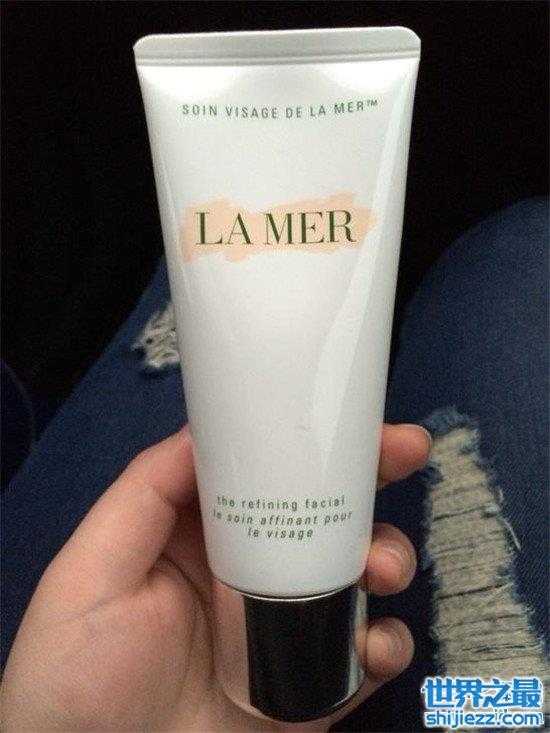 SOIN VISAGE DE LA MER™
LA MER
the refining facial
le soin affinant pour
le visage
世界之最
shijiezz.com